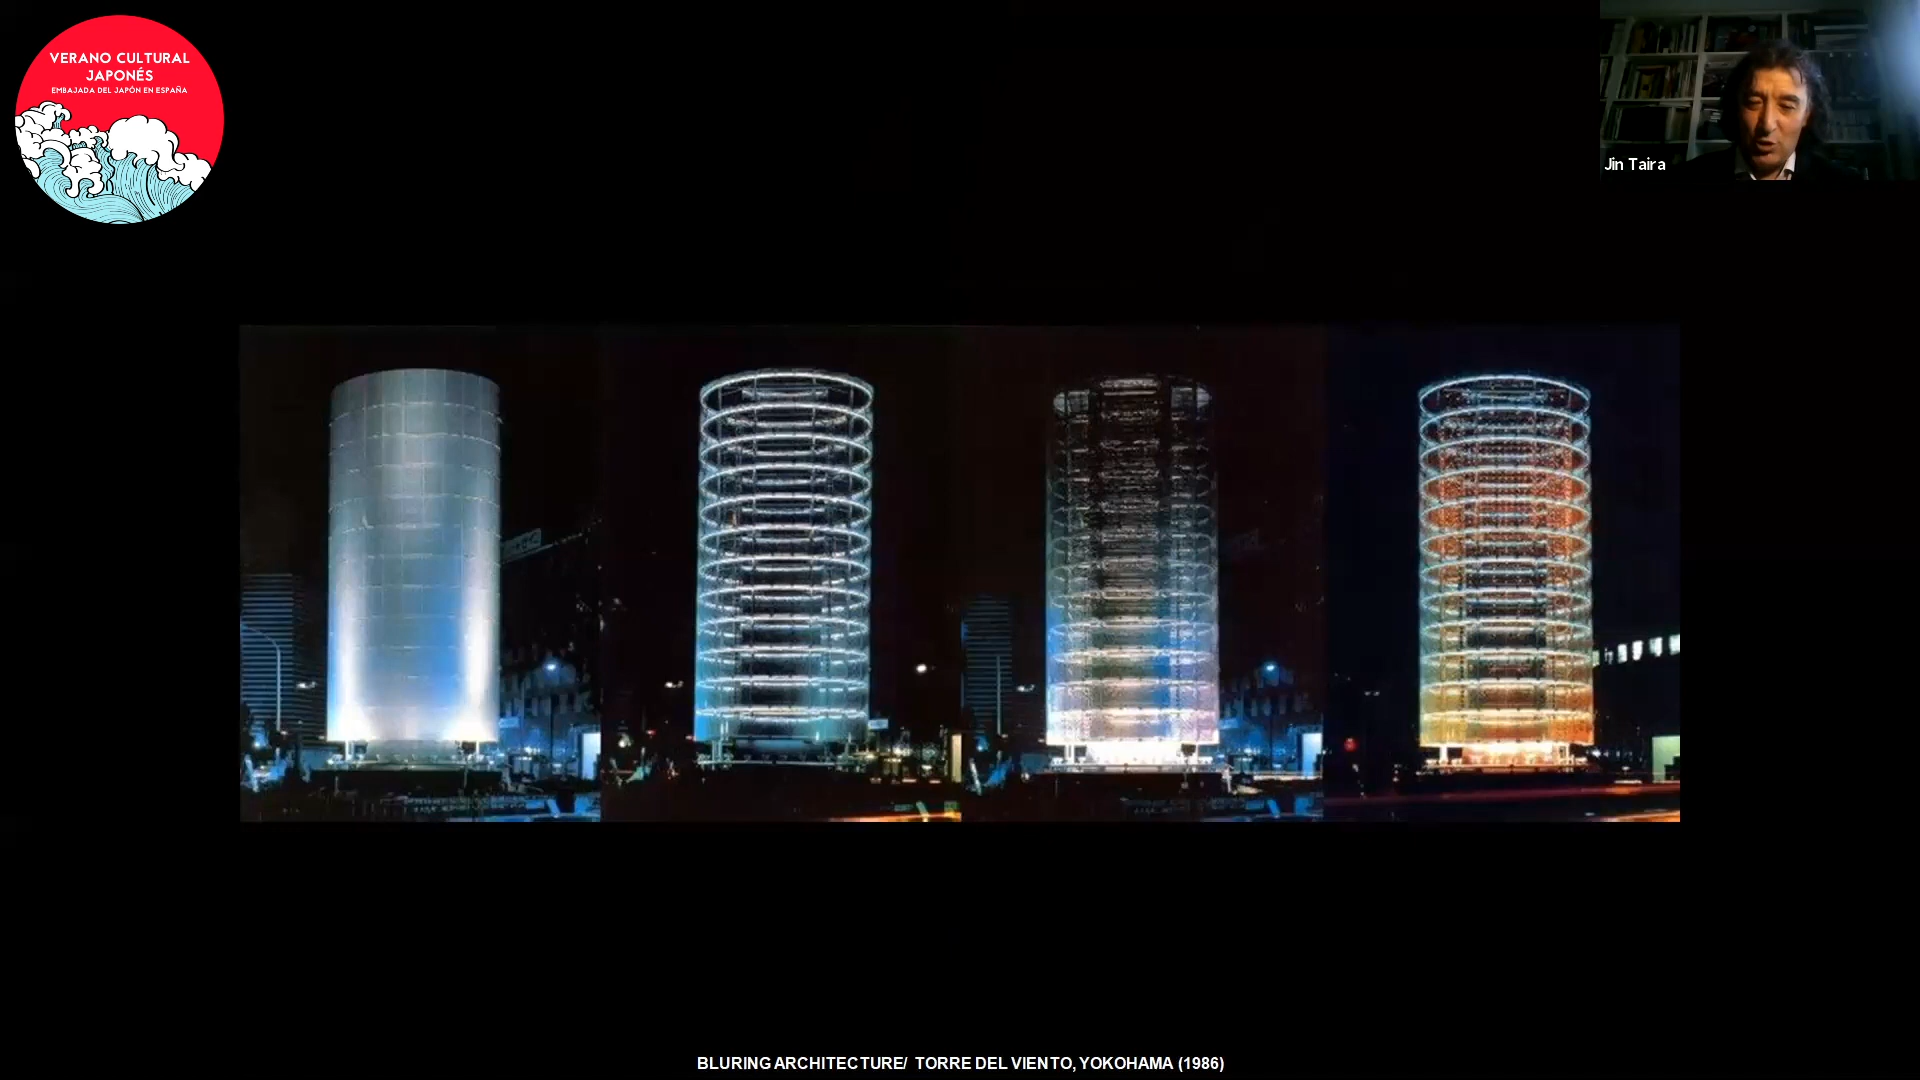 VERANO CULTURAL
JAPONÉS
EMBAJADA DEL JAPÓN EN ESPAÑA
Jin Taira
BLURING ARCHITECTURE/ TORRE DEL VIENTO, YOKOHAMA (1986)